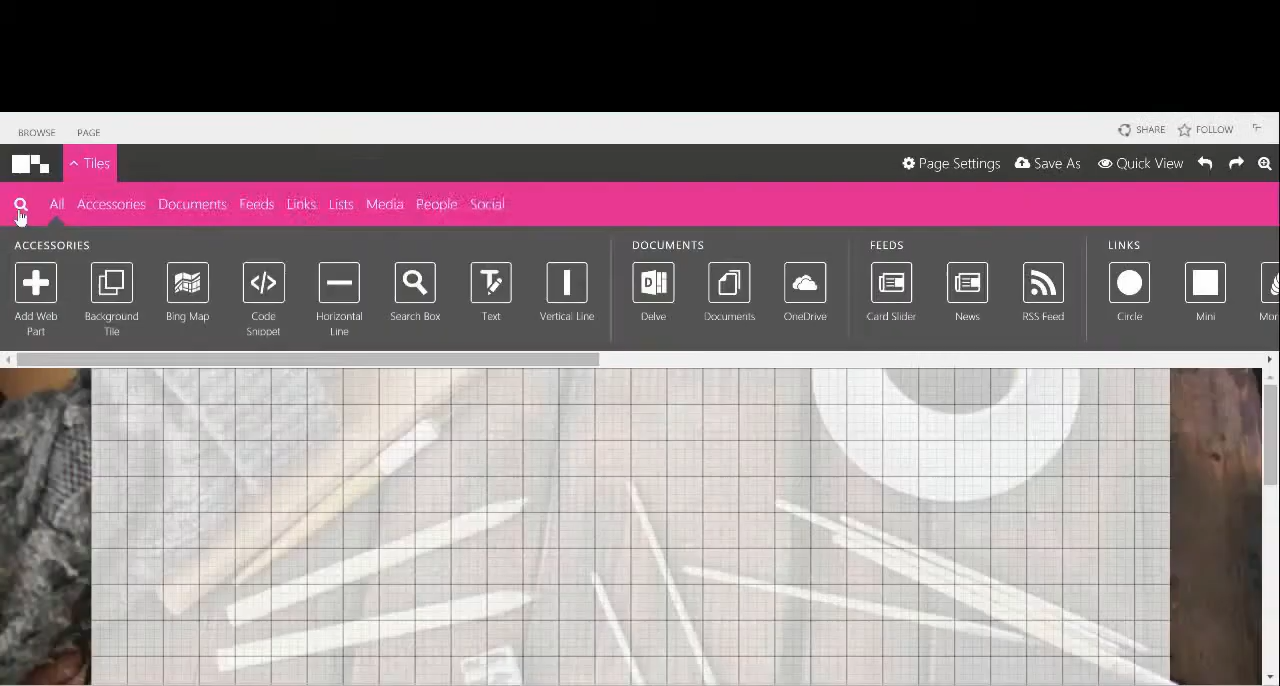 BROWSE PAGE SHARE FOLLOW
Tiles Page Settings Save As Quick View
All Accessories Documents Feeds Links Lists Media People Social
ACCESSORIES DOCUMENTS FEEDS LINKS
Add Web Part
Background Tile
Bing Map
Code Snippet
Horizontal Line
Search Box
Text
Vertical Line
Delve
Documents
OneDrive
Card Slider
News
RSS Feed
Circle
Mini